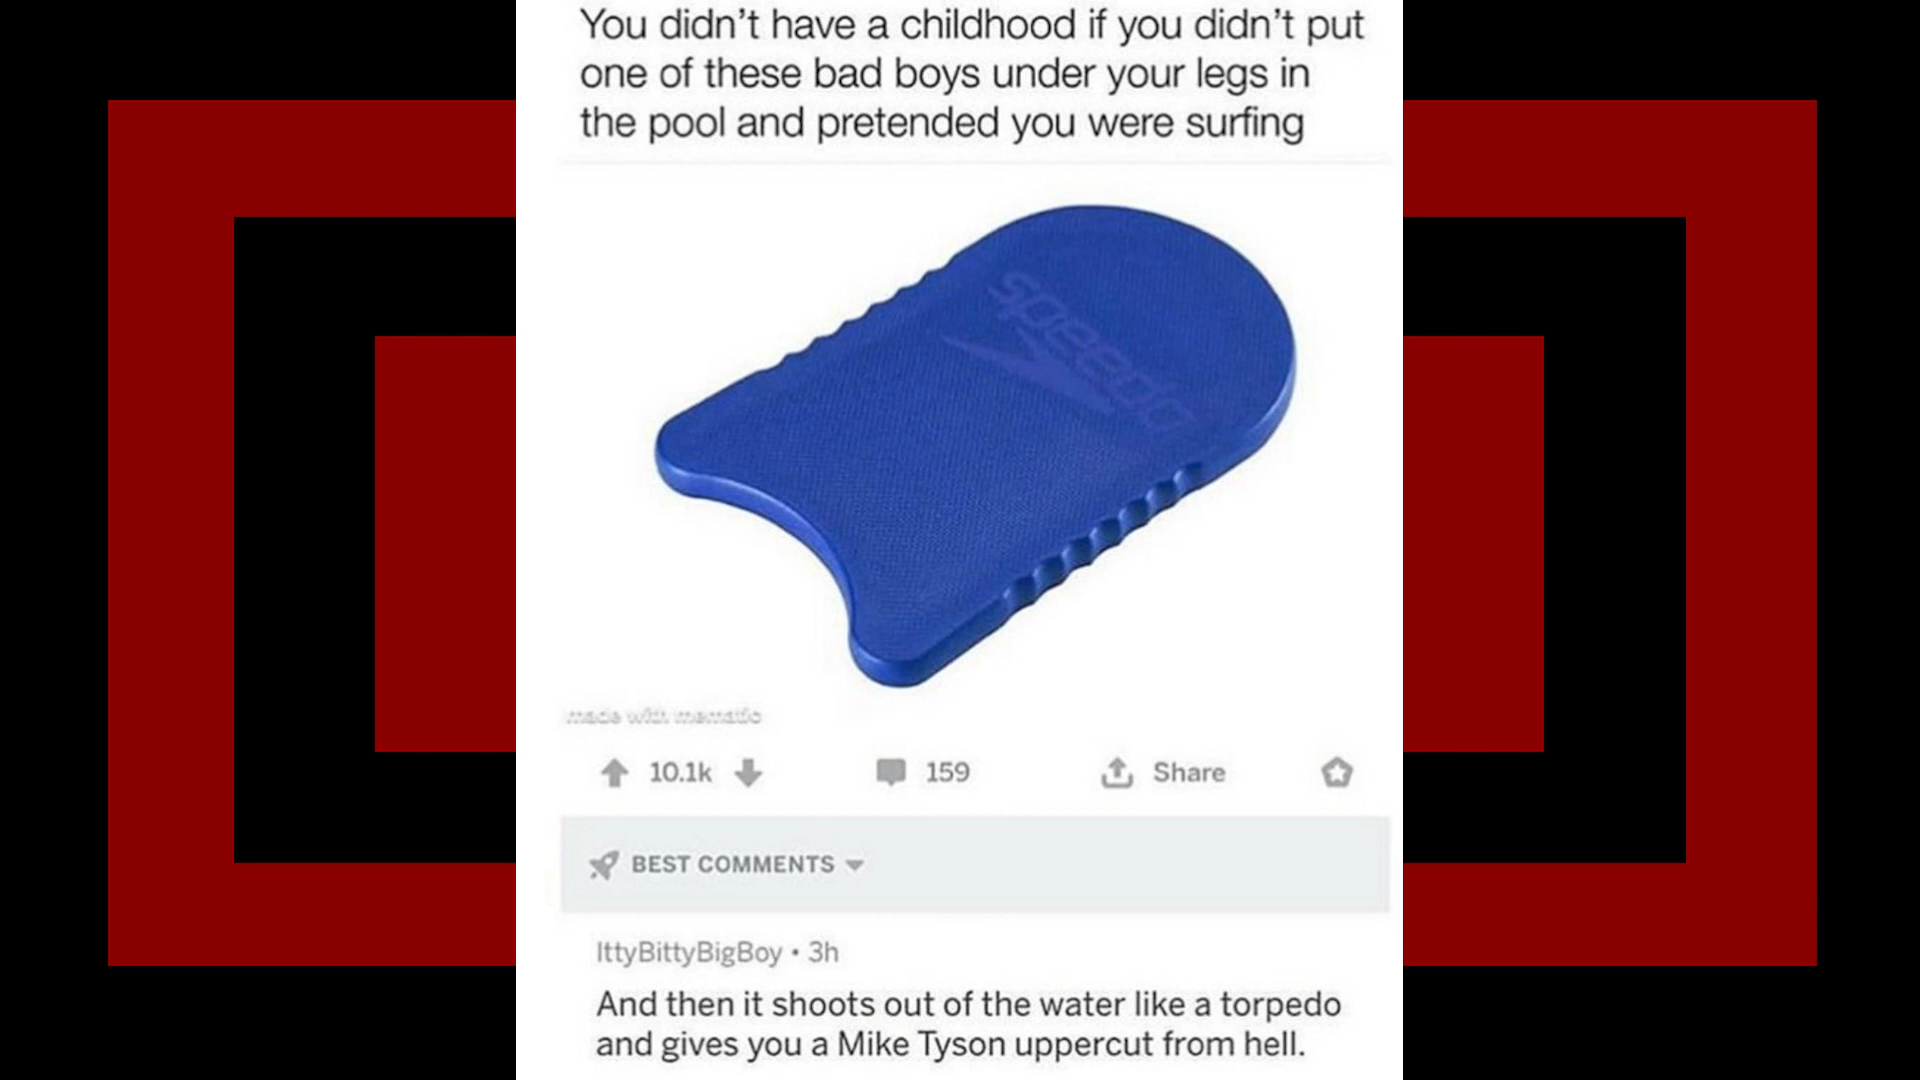 You didn’t have a childhood if you didn’t put
one of these bad boys under your legs in
the pool and pretended you were surfing
speedo
made with mematic
10.1k
159
Share
BEST COMMENTS
IttyBittyBigBoy • 3h
And then it shoots out of the water like a torpedo
and gives you a Mike Tyson uppercut from hell.